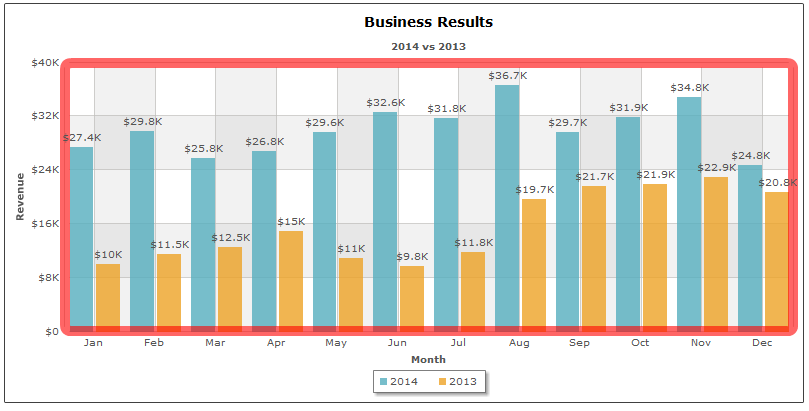 Business Results
2014 vs 2013
$40K
$32K
$24K
$16K
$8K
$0
Revenue
$27.4K
$29.8K
$25.8K
$26.8K
$29.6K
$32.6K
$31.8K
$36.7K
$29.7K
$31.9K
$34.8K
$24.8K
$10K
$11.5K
$12.5K
$15K
$11K
$9.8K
$11.8K
$19.7K
$21.7K
$21.9K
$22.9K
$20.8K
Jan Feb Mar Apr May Jun Jul Aug Sep Oct Nov Dec
Month
2014 2013